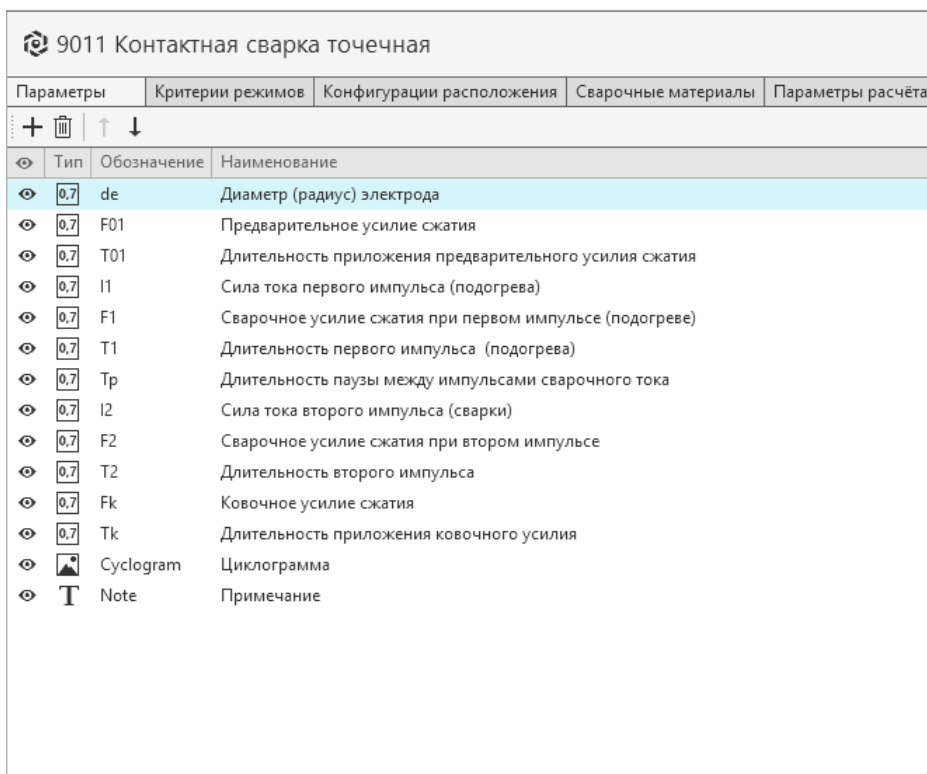 9011 Контактная сварка точечная
Параметры Критерии режимов Конфигурации расположения Сварочные материалы Параметры расчёта
Тип Обозначение Наименование
0,7 de Диаметр (радиус) электрода
0,7 F01 Предварительное усилие сжатия
0,7 T01 Длительность приложения предварительного усилия сжатия
0,7 I1 Сила тока первого импульса (подогрева)
0,7 F1 Сварочное усилие сжатия при первом импульсе (подогреве)
0,7 T1 Длительность первого импульса (подогрева)
0,7 Tp Длительность паузы между импульсами сварочного тока
0,7 I2 Сила тока второго импульса (сварки)
0,7 F2 Сварочное усилие сжатия при втором импульсе
0,7 T2 Длительность второго импульса
0,7 Fk Ковочное усилие сжатия
0,7 Tk Длительность приложения ковочного усилия
Cyclogram Циклограмма
T Note Примечание